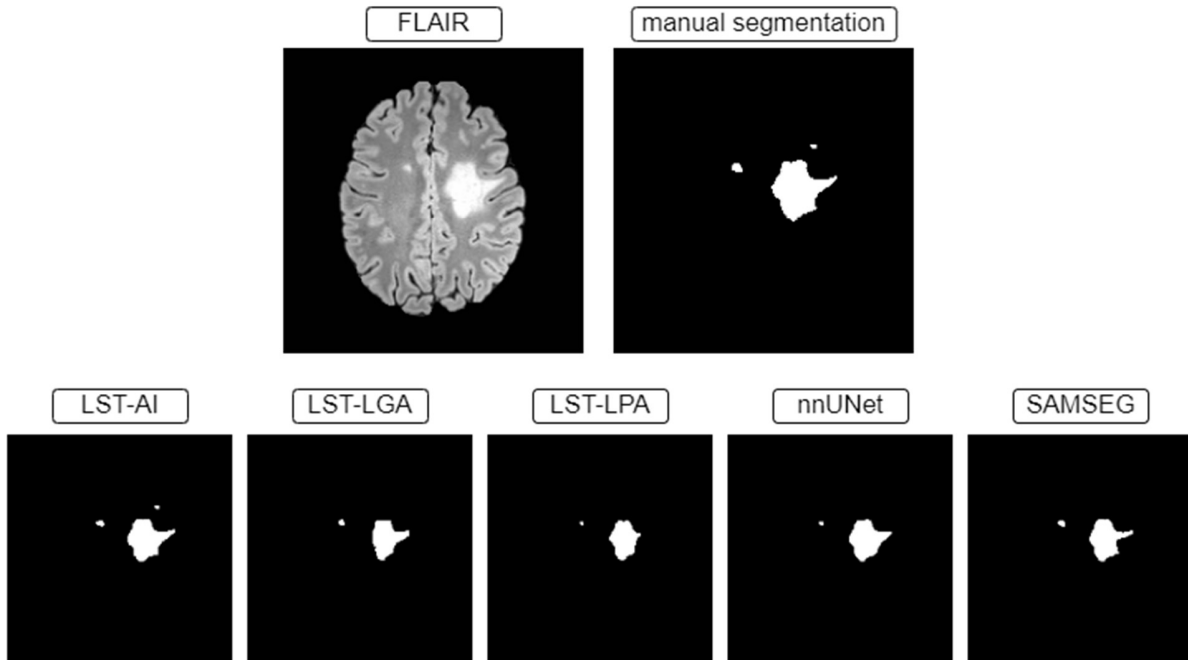 FLAIR
manual segmentation
LST-AI
LST-LGA
LST-LPA
nnUNet
SAMSEG